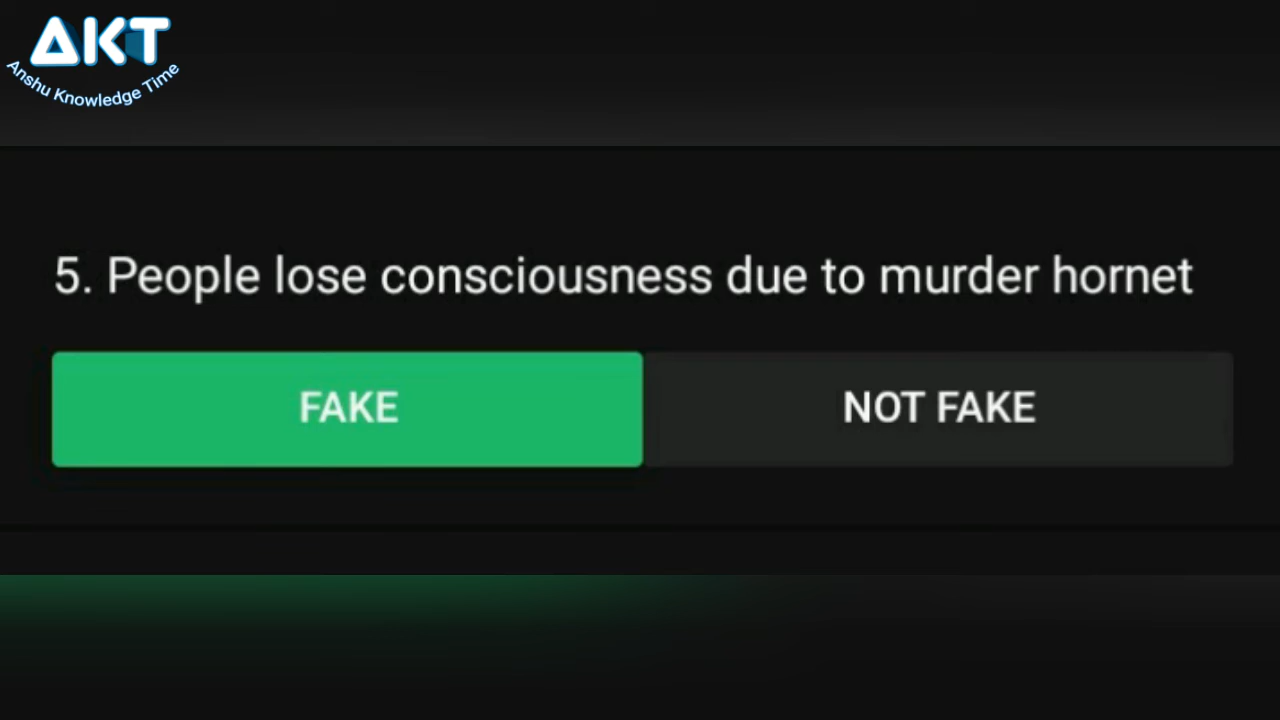 AKT
Anshu Knowledge Time
5. People lose consciousness due to murder hornet
FAKE
NOT FAKE